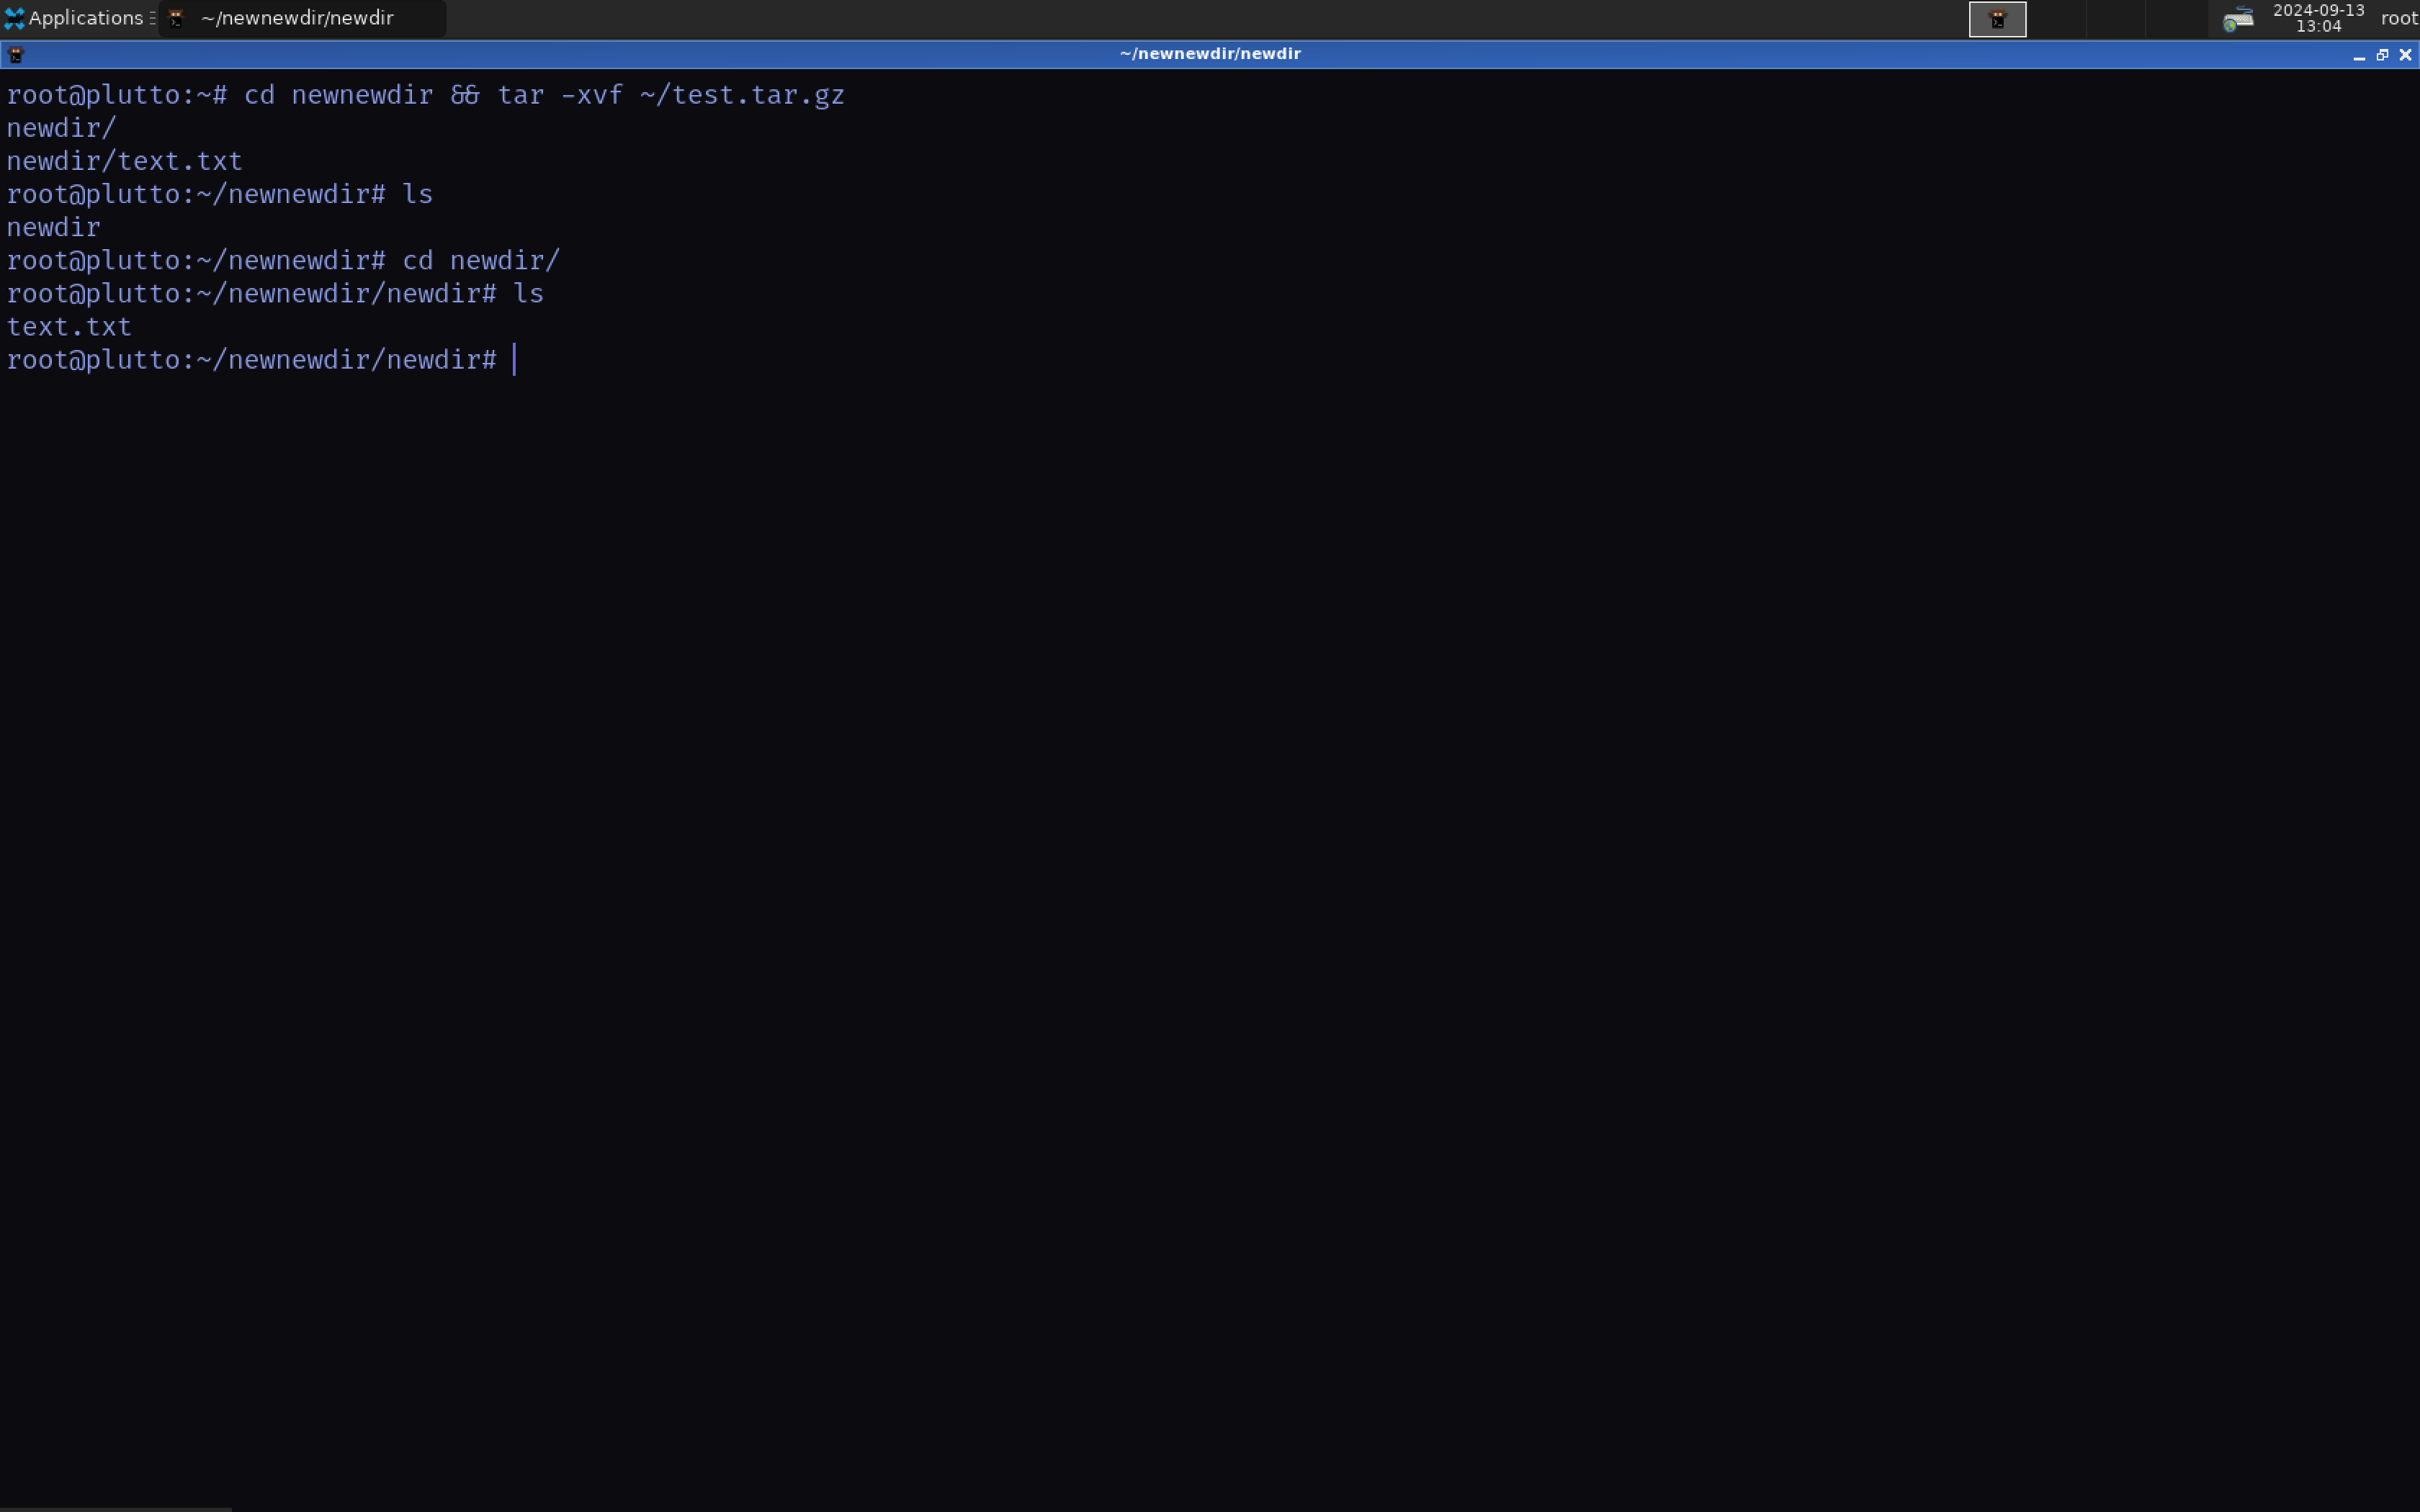 Applications ~/newnewdir/newdir 2024-09-13 root
13:04
~/newnewdir/newdir
root@plutto:~# cd newnewdir && tar -xvf ~/test.tar.gz
newdir/
newdir/text.txt
root@plutto:~/newnewdir# ls
newdir
root@plutto:~/newnewdir# cd newdir/
root@plutto:~/newnewdir/newdir# ls
text.txt
root@plutto:~/newnewdir/newdir#